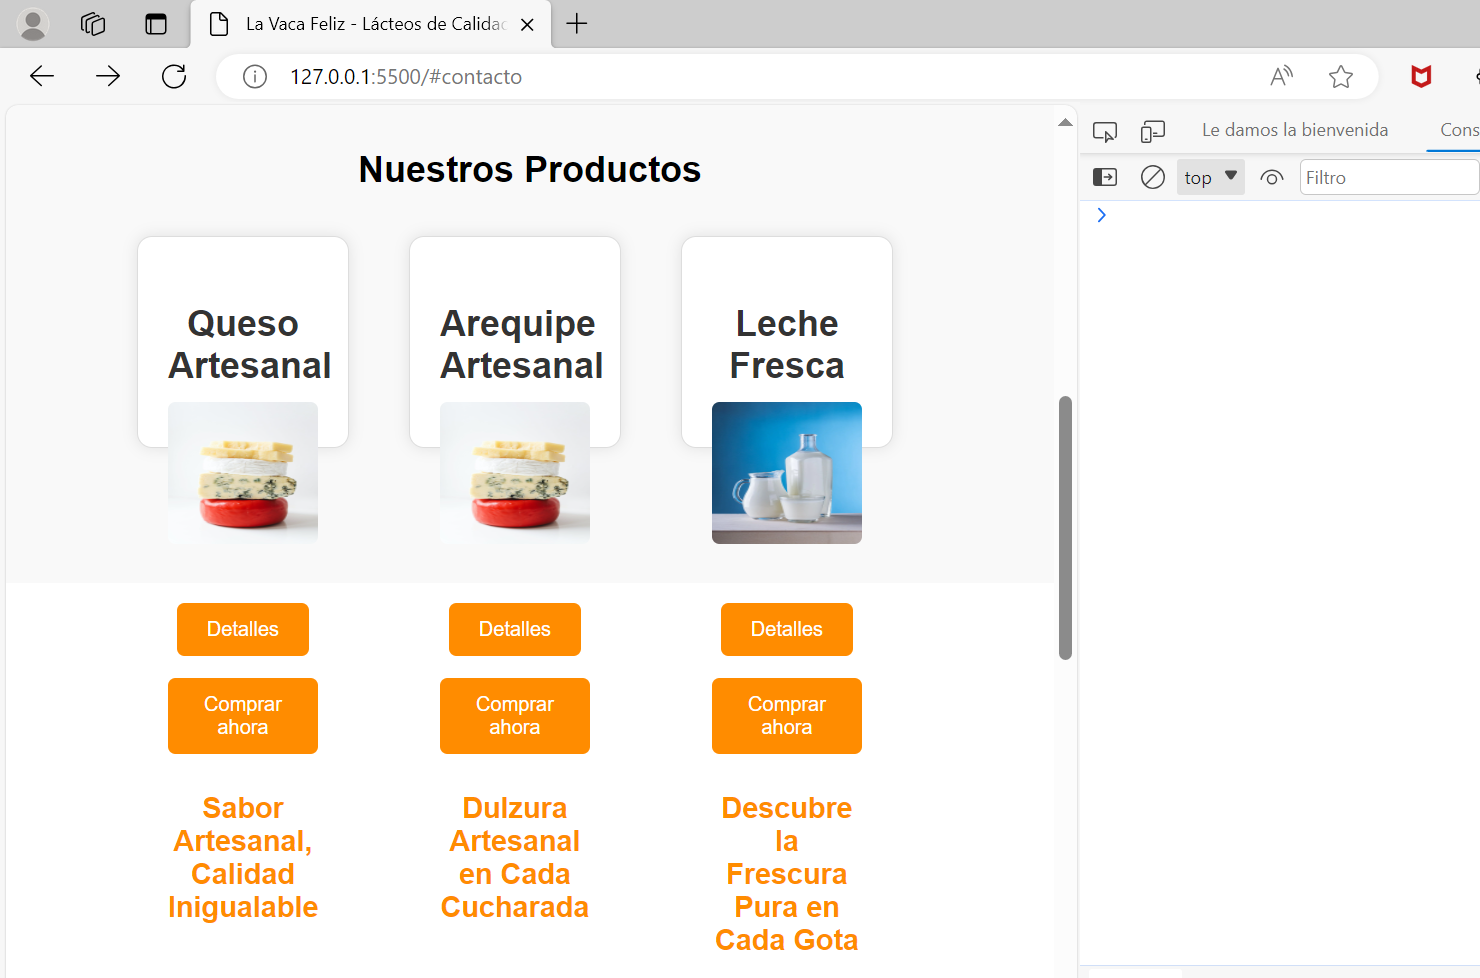 La Vaca Feliz - Lácteos de Calidad
127.0.0.1:5500/#contacto
Le damos la bienvenida
Cons
top
Filtro
Nuestros Productos
Queso
Artesanal
Arequipe
Artesanal
Leche
Fresca
Detalles
Detalles
Detalles
Comprar
ahora
Comprar
ahora
Comprar
ahora
Sabor
Artesanal,
Calidad
Inigualable
Dulzura
Artesanal
en Cada
Cucharada
Descubre
la
Frescura
Pura en
Cada Gota